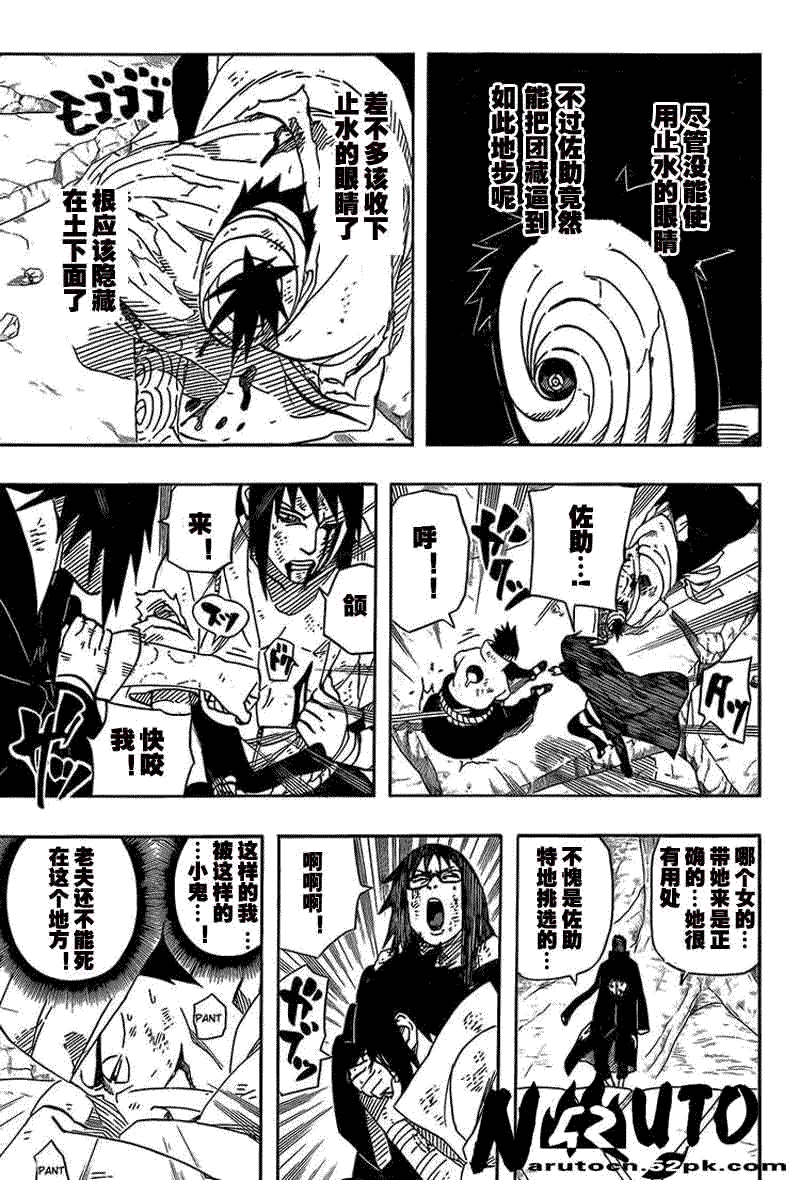 尽管没能使
用止水的眼睛
不过佐助竟然
能把团藏逼到
如此地步呢
差不多该收下
止水的眼睛了
モゴゴゴ
根应该隐藏
在土下面了
佐助…
呼！！
来！
颌
快咬
我！
哪个女的…
带她来是正
确的…她很
有用处
不愧是佐助
特地挑选的…
啊啊啊！
这样的我…
被这样的
…小鬼…！
老夫还不能死
在这个地方！
PANT
PANT
NARUTO
arutocn.52pk.com